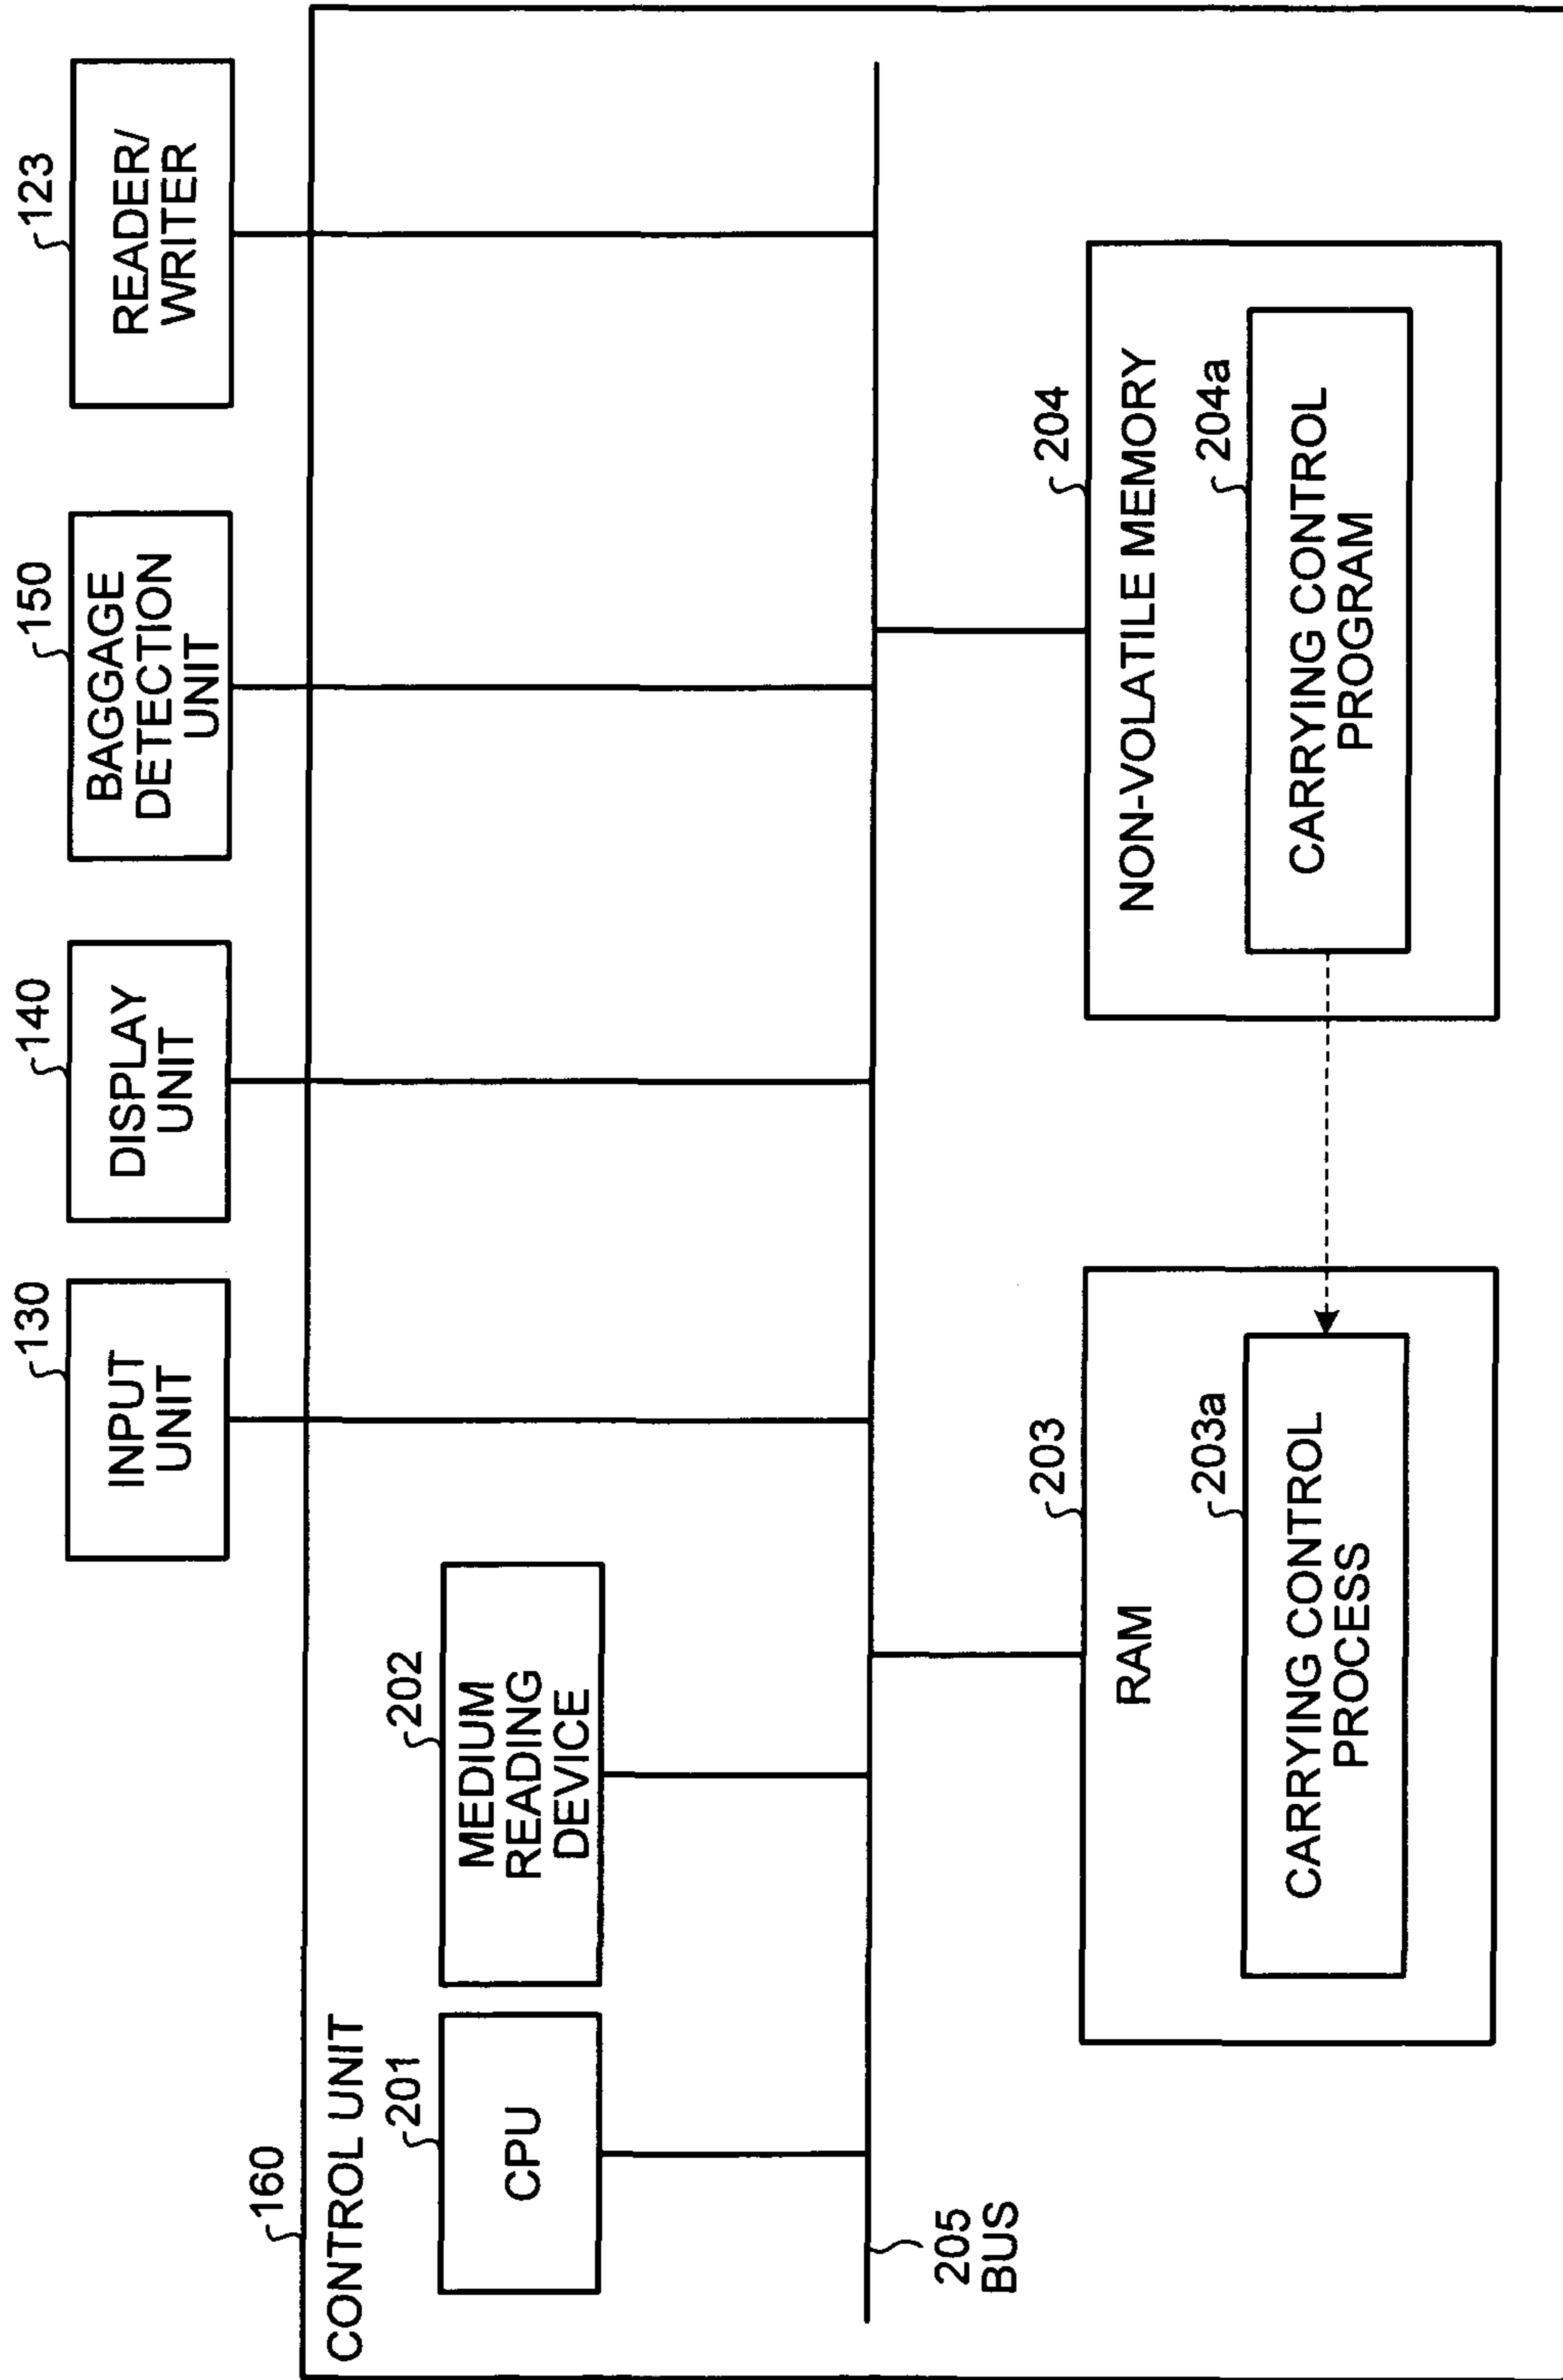 130
INPUT
UNIT
140
DISPLAY
UNIT
150
BAGGAGE
DETECTION
UNIT
123
READER/
WRITER
160
CONTROL UNIT
201
CPU
202
MEDIUM
READING
DEVICE
205
BUS
203
RAM
203a
CARRYING CONTROL
PROCESS
204
NON-VOLATILE MEMORY
204a
CARRYING CONTROL
PROGRAM